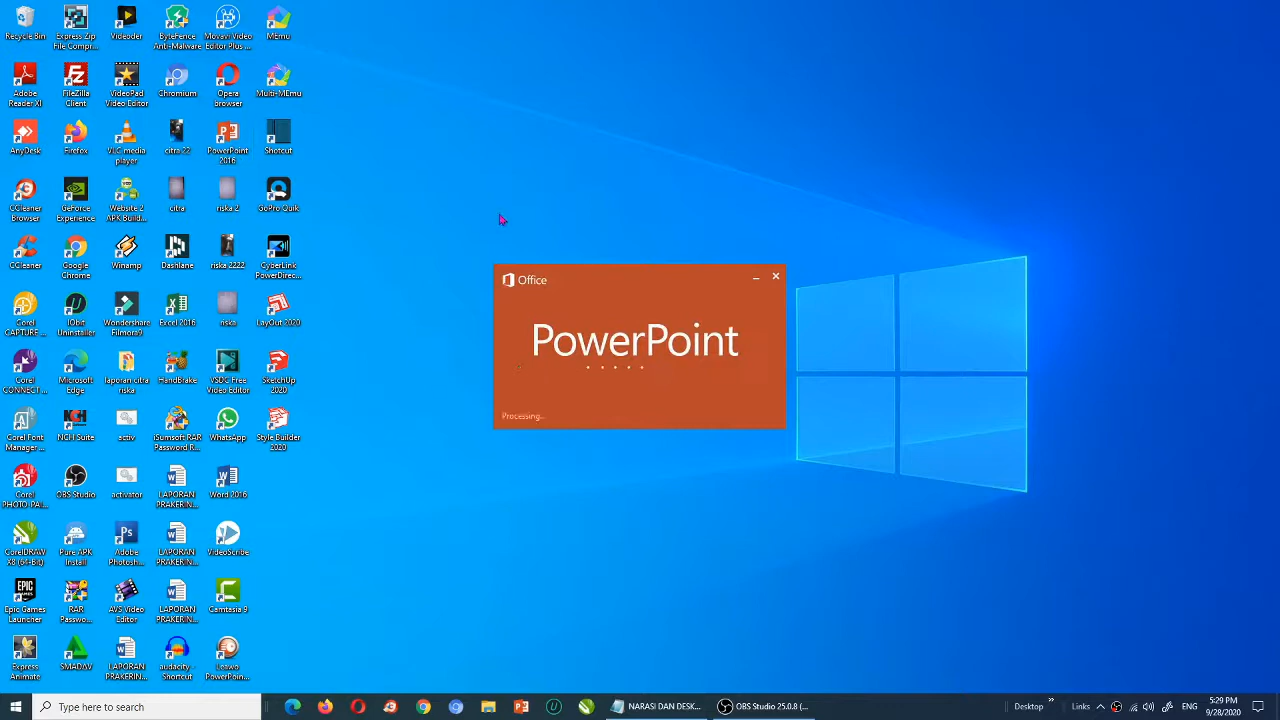 Recycle Bin
Express Zip
File Compr...
Videoder
ByteFence
Anti-Malware
Movavi Video
Editor Plus ...
MEmu
Adobe
Reader XI
FileZilla
Client
VideoPad
Video Editor
Chromium
Opera
browser
Multi-MEmu
AnyDesk
Firefox
VLC media
player
citra 22
PowerPoint
2016
Shotcut
CCleaner
Browser
GeForce
Experience
Website 2
APK Build...
citra
riska 2
GoPro Quik
CCleaner
Google
Chrome
Winamp
Dashlane
riska 2222
CyberLink
PowerDirec...
Corel
CAPTURE ...
IObit
Uninstaller
Wondershare
Filmora9
Excel 2016
riska
LayOut 2020
Corel
CONNECT ...
Microsoft
Edge
laporan citra
riska
HandBrake
VSDC Free
Video Editor
SketchUp
2020
Corel Font
Manager ...
NCH Suite
activ
iSumsoft RAR
Password R...
WhatsApp
Style Builder
2020
Corel
PHOTO-PAI...
OBS Studio
activator
LAPORAN
PRAKERIN...
Word 2016
CorelDRAW
X8 (64-Bit)
Pure APK
Install
Adobe
Photosh...
LAPORAN
PRAKERIN...
VideoScribe
Epic Games
Launcher
RAR
Passwo...
AVS Video
Editor
LAPORAN
PRAKERIN...
Camtasia 9
Express
Animate
SMADAV
LAPORAN
PRAKERIN...
audacity -
Shortcut
Leawo
PowerPoin...
Office
PowerPoint
Processing...
Type here to search
NARASI DAN DESK...
OBS Studio 25.0.8 (...
Desktop
Links
ENG
5:29 PM
9/28/2020